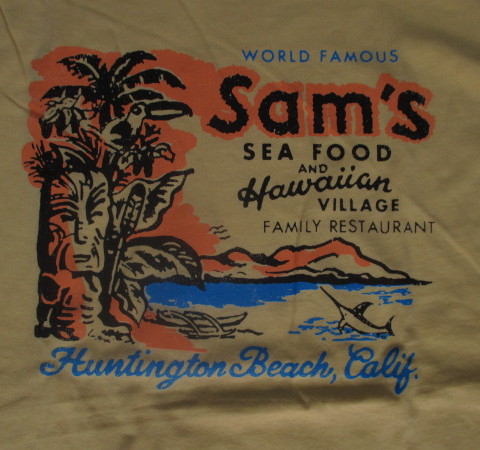 WORLD FAMOUS
Sam's
SEA FOOD
AND
Hawaiian
VILLAGE
FAMILY RESTAURANT
Huntington Beach, Calif.